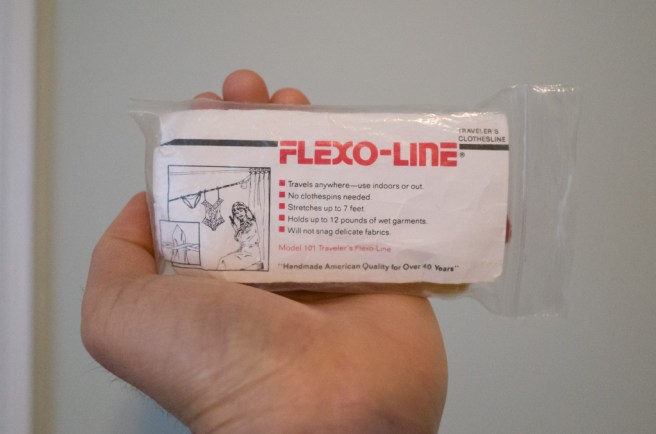 TRAVELER'S
CLOTHESLINE
FLEXO-LINE®
Travels anywhere—use indoors or out.
No clothespins needed.
Stretches up to 7 feet.
Holds up to 12 pounds of wet garments.
Will not snag delicate fabrics.
Model 101 Traveler's Flexo-Line
"Handmade American Quality for Over 40 Years"